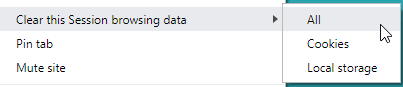 Clear this Session browsing data
All
Pin tab
Cookies
Mute site
Local storage